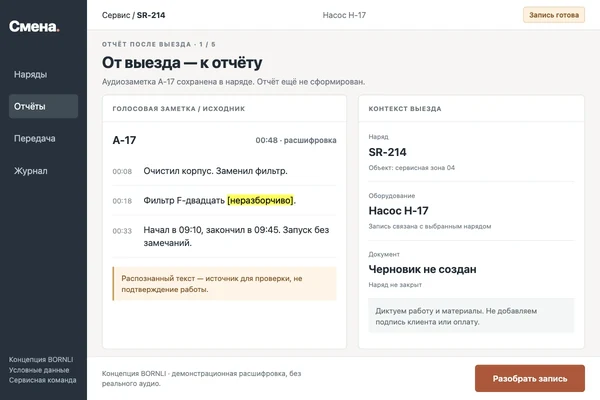 Смена.
Наряды
Отчёты
Передача
Журнал
Концепция BORNLI
Условные данные
Сервисная команда
Сервис / SR-214
Насос Н-17
Запись готова
ОТЧЁТ ПОСЛЕ ВЫЕЗДА · 1 / 5
От выезда — к отчёту
Аудиозаметка А-17 сохранена в наряде. Отчёт ещё не сформирован.
ГОЛОСОВАЯ ЗАМЕТКА / ИСХОДНИК
А-17
00:48 · расшифровка
00:08 Очистил корпус. Заменил фильтр.
00:18 Фильтр F-двадцать [неразборчиво].
00:33 Начал в 09:10, закончил в 09:45. Запуск без
замечаний.
Распознанный текст — источник для проверки, не
подтверждение работы.
КОНТЕКСТ ВЫЕЗДА
Наряд
SR-214
Объект: сервисная зона 04
Оборудование
Насос Н-17
Запись связана с выбранным нарядом
Документ
Черновик не создан
Наряд не закрыт
Диктуем работу и материалы. Не добавляем
подпись клиента или оплату.
Концепция BORNLI · демонстрационная расшифровка, без
реального аудио.
Разобрать запись